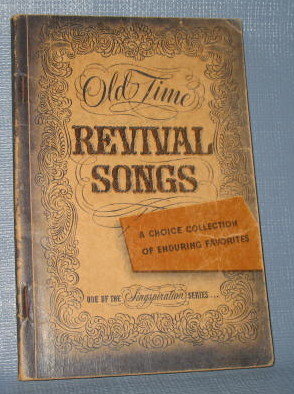 Old Time
REVIVAL
SONGS
A CHOICE COLLECTION
OF ENDURING FAVORITES
ONE OF THE Singspiration SERIES...